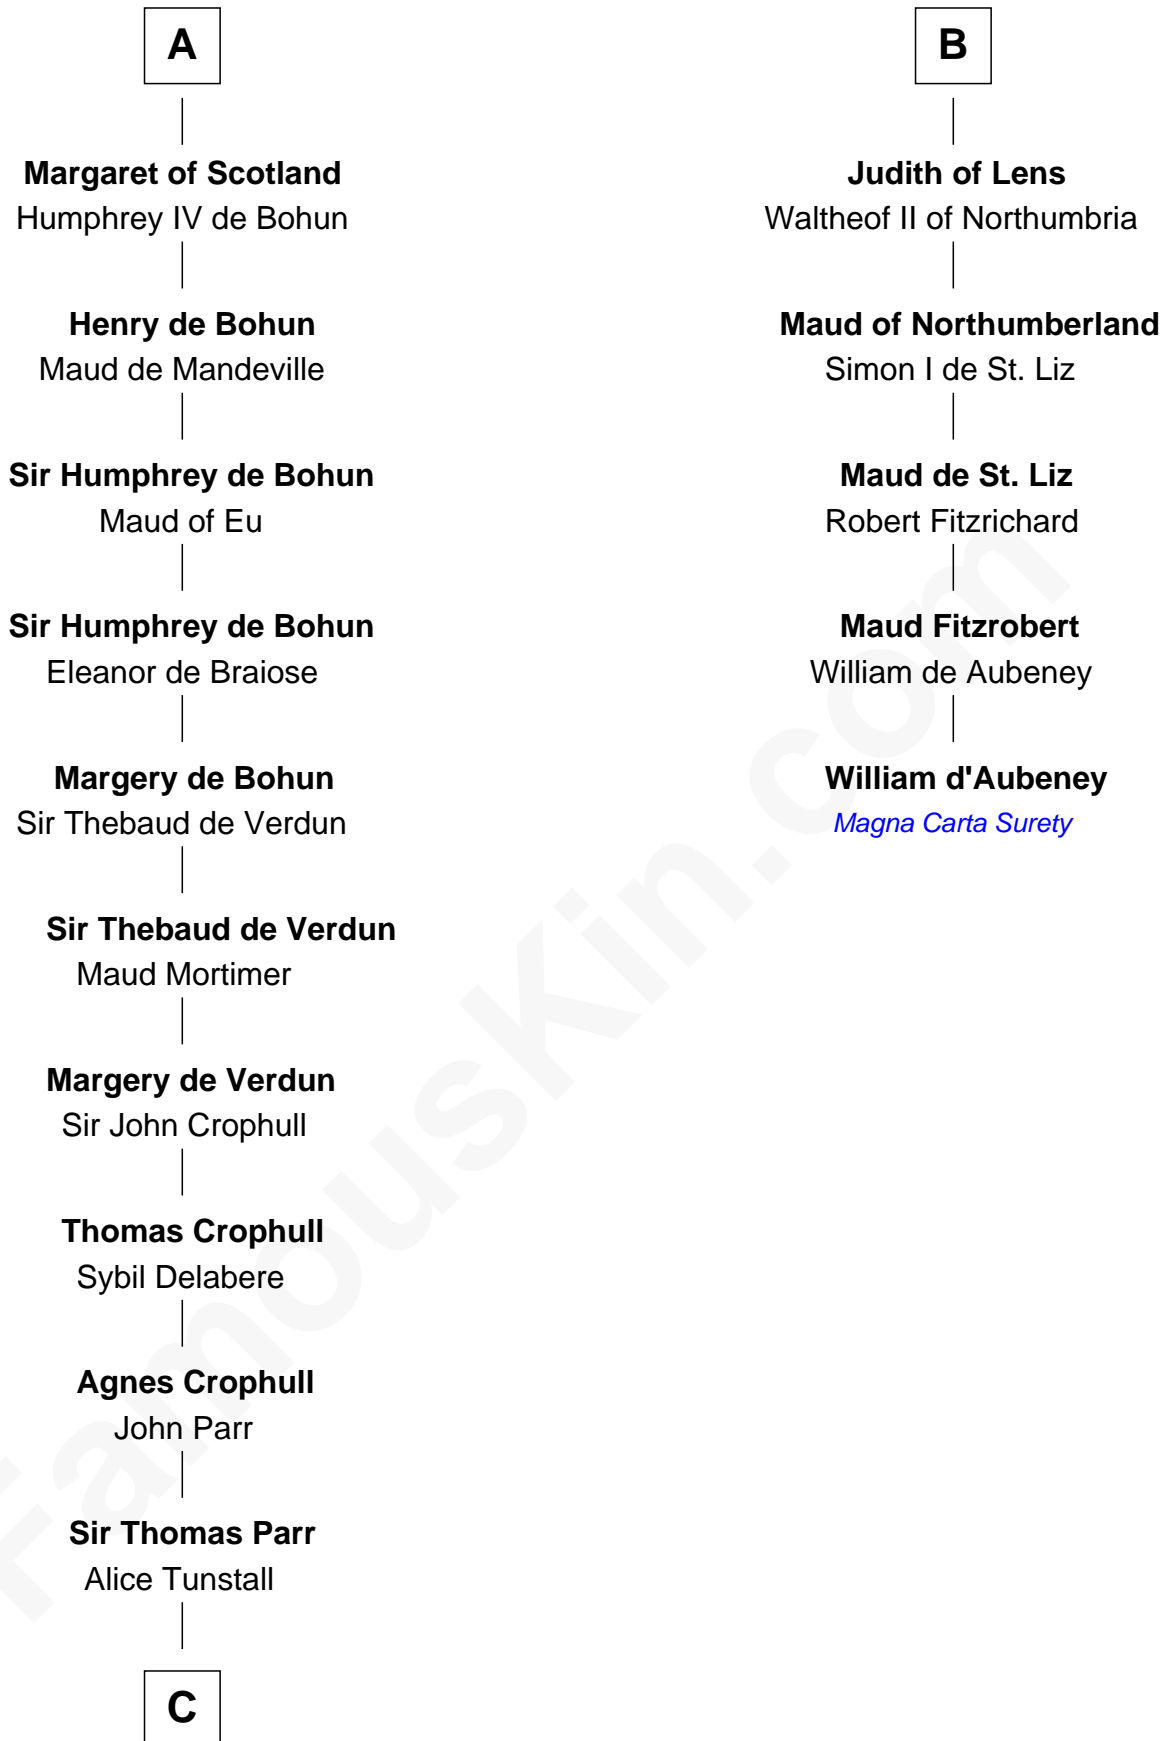 A
Margaret of Scotland
Humphrey IV de Bohun
Henry de Bohun
Maud de Mandeville
Sir Humphrey de Bohun
Maud of Eu
Sir Humphrey de Bohun
Eleanor de Braiose
Margery de Bohun
Sir Thebaud de Verdun
Sir Thebaud de Verdun
Maud Mortimer
Margery de Verdun
Sir John Crophull
Thomas Crophull
Sybil Delabere
Agnes Crophull
John Parr
Sir Thomas Parr
Alice Tunstall
C
B
Judith of Lens
Waltheof II of Northumbria
Maud of Northumberland
Simon I de St. Liz
Maud de St. Liz
Robert Fitzrichard
Maud Fitzrobert
William de Aubeney
William d'Aubeney
Magna Carta Surety
FamousKin.com